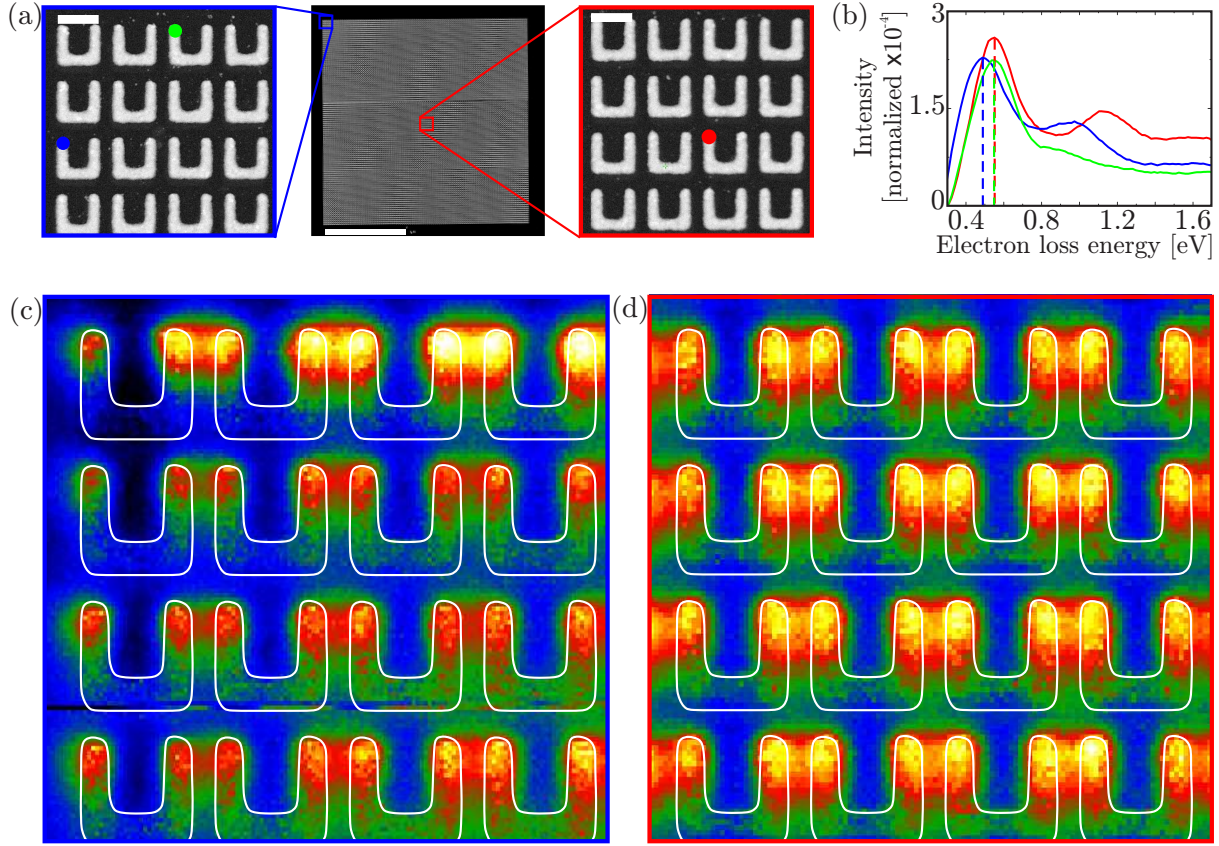 (a)
(b)
3
1.5
0
Intensity
[normalized x10⁻⁴]
0.4 0.8 1.2 1.6
Electron loss energy [eV]
(c)
(d)